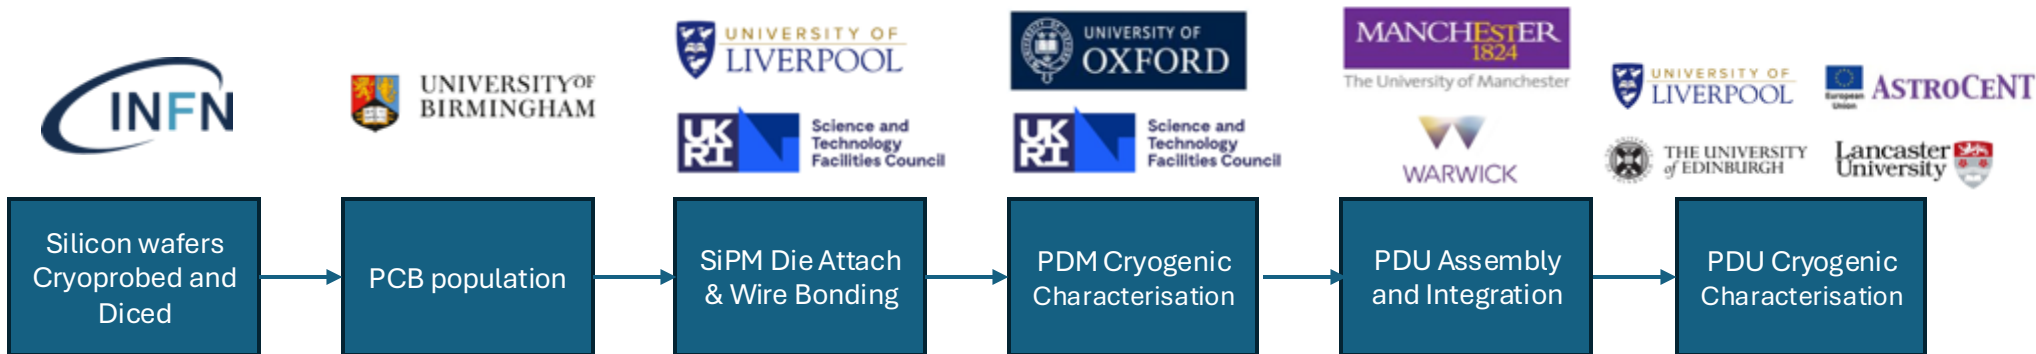 INFN
UNIVERSITY OF
BIRMINGHAM
UNIVERSITY OF
LIVERPOOL
UK
RI
Science and
Technology
Facilities Council
UNIVERSITY OF
OXFORD
UK
RI
Science and
Technology
Facilities Council
MANCHESTER
1824
The University of Manchester
WARWICK
UNIVERSITY OF
LIVERPOOL
European
Union
ASTROCENT
THE UNIVERSITY
of EDINBURGH
Lancaster
University
Silicon wafers
Cryoprobed and
Diced
PCB population
SiPM Die Attach
& Wire Bonding
PDM Cryogenic
Characterisation
PDU Assembly
and Integration
PDU Cryogenic
Characterisation